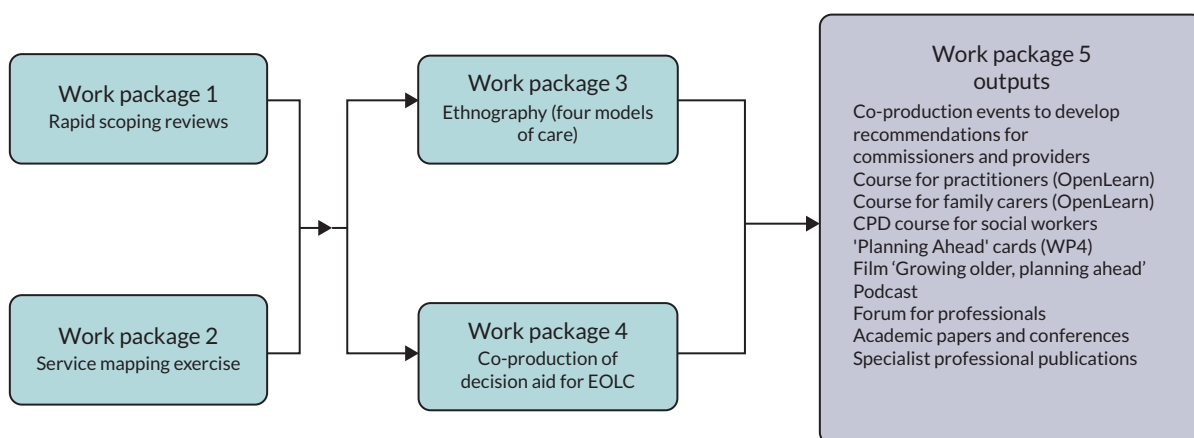 Work package 1
Rapid scoping reviews
Work package 2
Service mapping exercise
Work package 3
Ethnography (four models
of care)
Work package 4
Co-production of
decision aid for EOLC
Work package 5
outputs
Co-production events to develop
recommendations for
commissioners and providers
Course for practitioners (OpenLearn)
Course for family carers (OpenLearn)
CPD course for social workers
'Planning Ahead' cards (WP4)
Film ‘Growing older, planning ahead’
Podcast
Forum for professionals
Academic papers and conferences
Specialist professional publications